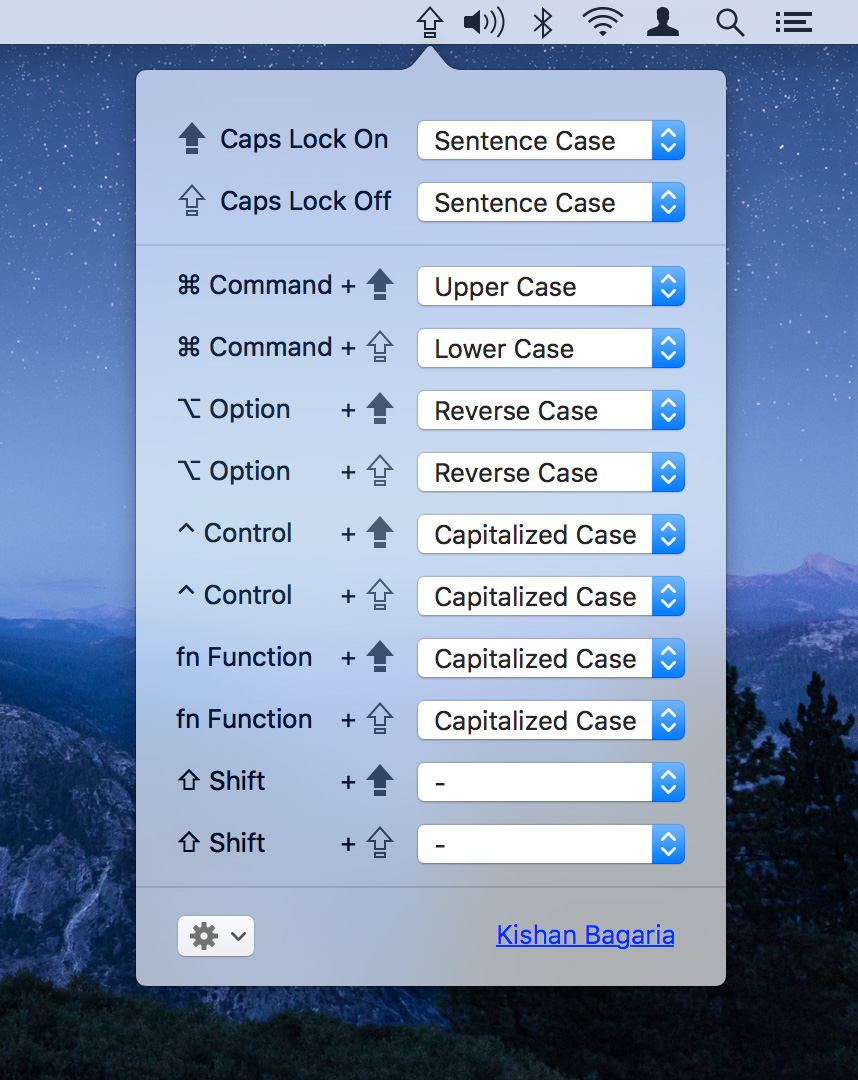 Caps Lock On Sentence Case
Caps Lock Off Sentence Case
⌘ Command + Upper Case
⌘ Command + Lower Case
⌥ Option + Reverse Case
⌥ Option + Reverse Case
^ Control + Capitalized Case
^ Control + Capitalized Case
fn Function + Capitalized Case
fn Function + Capitalized Case
⇧ Shift + -
⇧ Shift + -
Kishan Bagaria